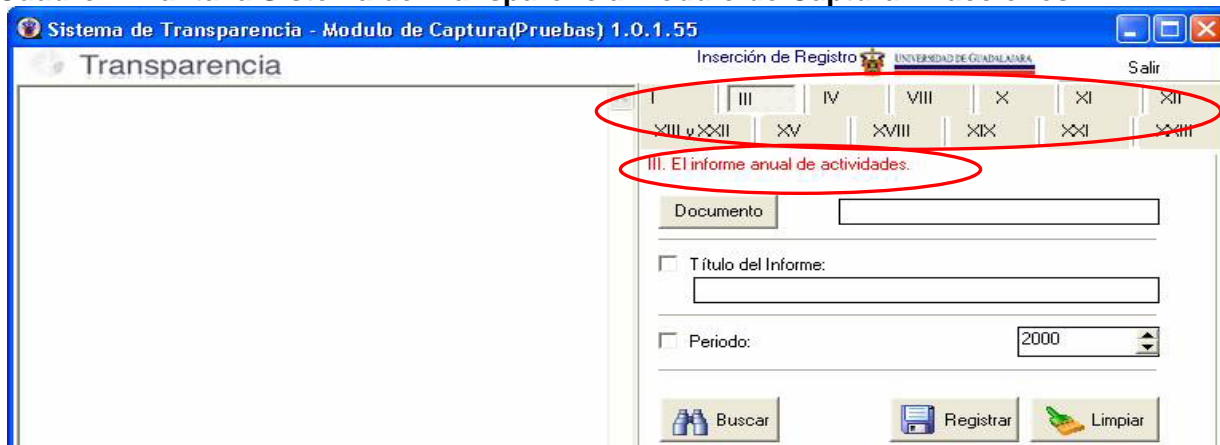 Sistema de Transparencia - Modulo de Captura(Pruebas) 1.0.1.55
Transparencia
Inserción de Registro UNIVERSIDAD DE GUADALAJARA Salir
I III IV VIII X XI XII
XIII y XXII XV XVIII XIX XXI XXIII
III. El informe anual de actividades.
Documento
Título del Informe:
Periodo: 2000
Buscar Registrar Limpiar